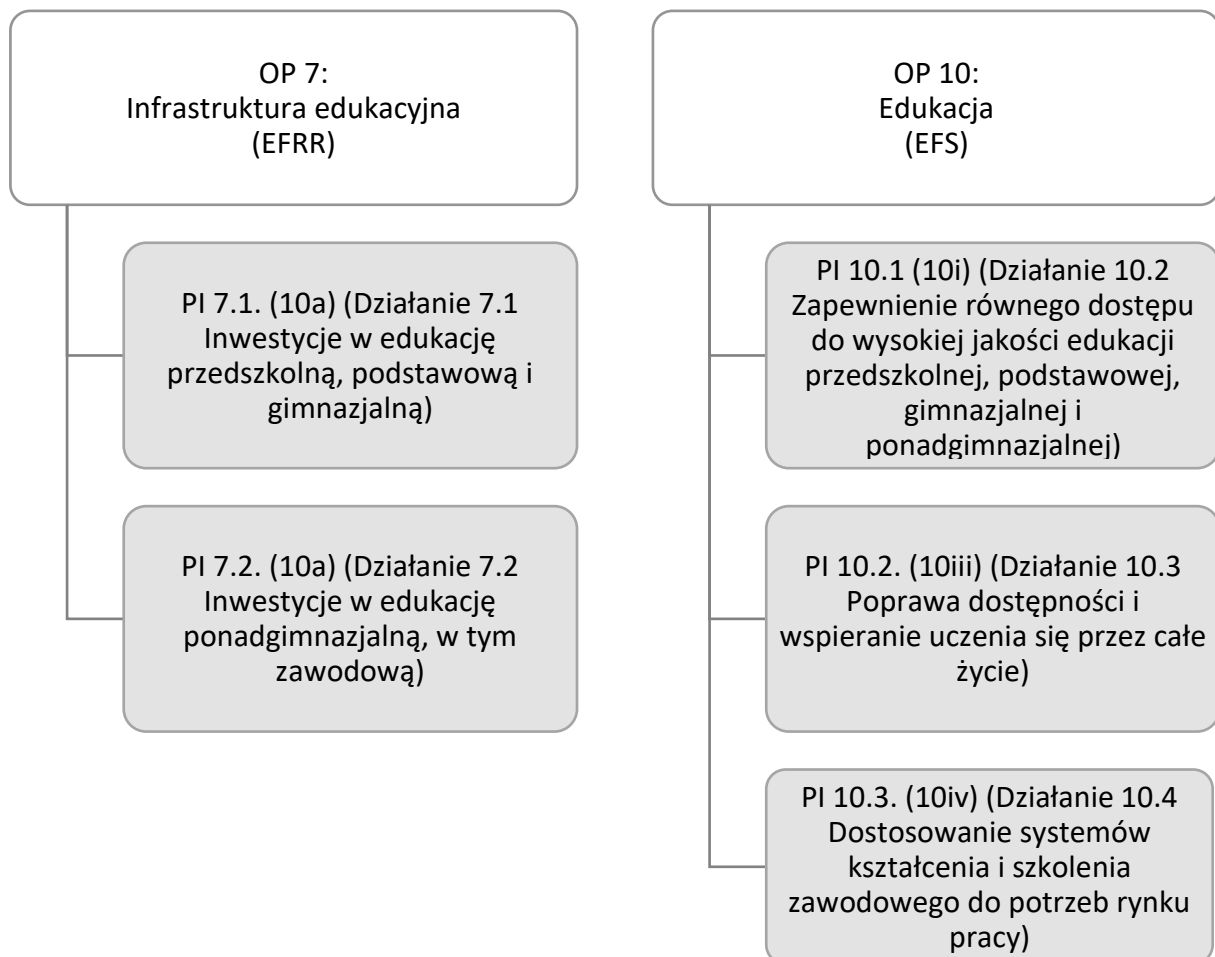 OP 7:
Infrastruktura edukacyjna
(EFRR)
PI 7.1. (10a) (Działanie 7.1
Inwestycje w edukację
przedszkolną, podstawową i
gimnazjalną)
PI 7.2. (10a) (Działanie 7.2
Inwestycje w edukację
ponadgimnazjalną, w tym
zawodową)
OP 10:
Edukacja
(EFS)
PI 10.1 (10i) (Działanie 10.2
Zapewnienie równego dostępu
do wysokiej jakości edukacji
przedszkolnej, podstawowej,
gimnazjalnej i
ponadgimnazjalnej)
PI 10.2. (10iii) (Działanie 10.3
Poprawa dostępności i
wspieranie uczenia się przez całe
życie)
PI 10.3. (10iv) (Działanie 10.4
Dostosowanie systemów
kształcenia i szkolenia
zawodowego do potrzeb rynku
pracy)